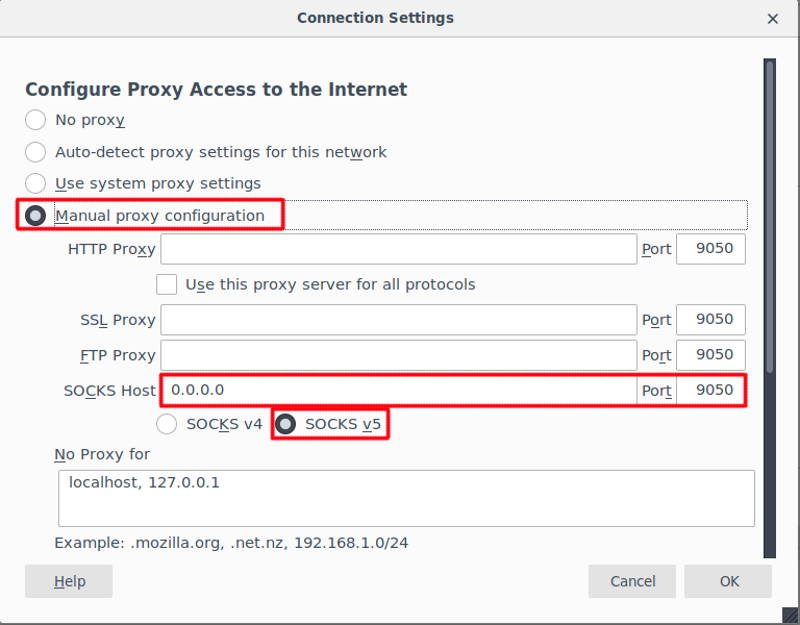 Connection Settings
Configure Proxy Access to the Internet
No proxy
Auto-detect proxy settings for this network
Use system proxy settings
Manual proxy configuration
HTTP Proxy Port 9050
Use this proxy server for all protocols
SSL Proxy Port 9050
FTP Proxy Port 9050
SOCKS Host 0.0.0.0 Port 9050
SOCKS v4 SOCKS v5
No Proxy for
localhost, 127.0.0.1
Example: .mozilla.org, .net.nz, 192.168.1.0/24
Help Cancel OK